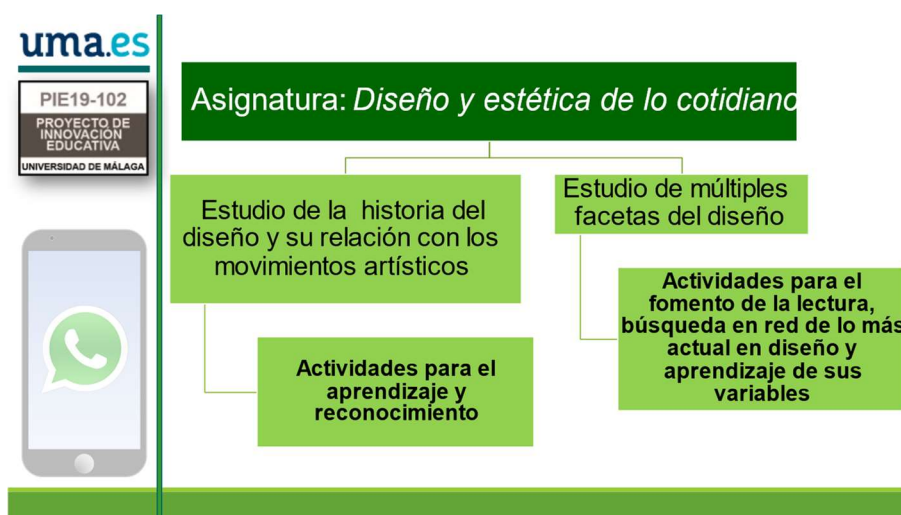 uma.es
PIE19-102
PROYECTO DE
INNOVACIÓN
EDUCATIVA
UNIVERSIDAD DE MÁLAGA
Asignatura: Diseño y estética de lo cotidiano
Estudio de la historia del
diseño y su relación con los
movimientos artísticos
Actividades para el
aprendizaje y
reconocimiento
Estudio de múltiples
facetas del diseño
Actividades para el
fomento de la lectura,
búsqueda en red de lo más
actual en diseño y
aprendizaje de sus
variables